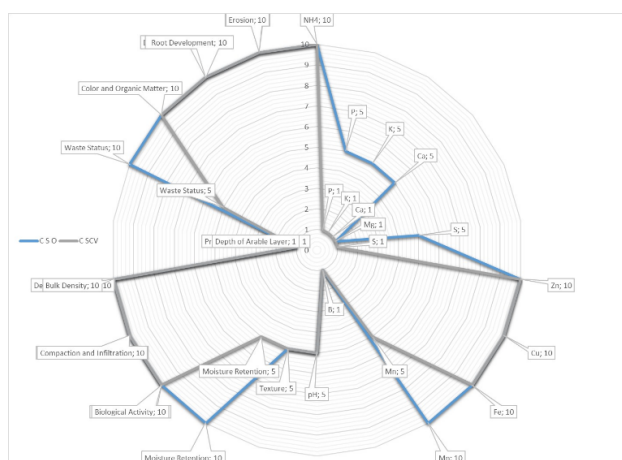 Erosion; 10
NH4; 10
Root Development; 10
10
9
8
7
6
5
4
3
2
1
0
Color and Organic Matter; 10
P; 5
K; 5
Ca; 5
Waste Status; 10
Waste Status; 5
P; 1
K; 1
Ca; 1
Mg; 1
S; 5
S; 1
C S O
C SCV
Depth of Arable Layer; 1
1
Bulk Density; 10
10
Zn; 10
B; 1
Compaction and Infiltration; 10
Cu; 10
Moisture Retention; 5
Mn; 5
Texture; 5
pH; 5
Biological Activity; 10
Fe; 10
Moisture Retention; 10
Mn; 10